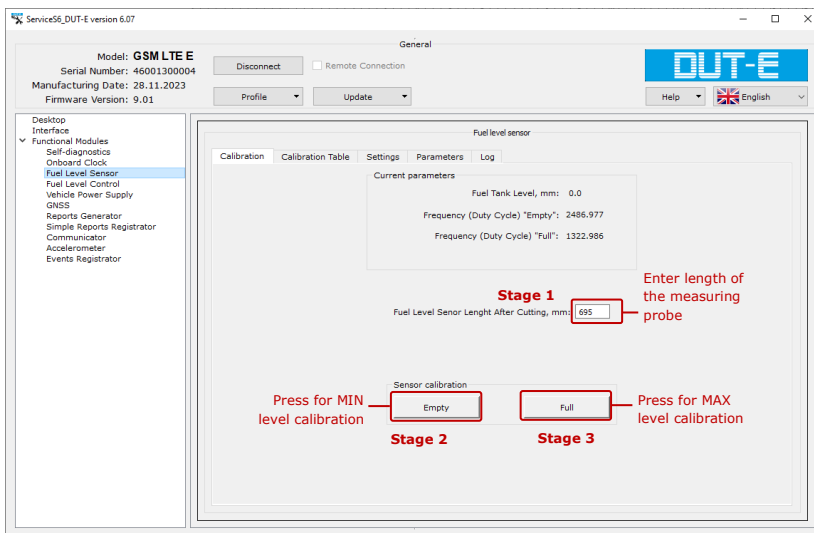 ServiceS6_DUT-E version 6.07
General
Model: GSM LTE E
Serial Number: 46001300004
Manufacturing Date: 28.11.2023
Firmware Version: 9.01
Disconnect
Remote Connection
Profile
Update
DUT-E
Help
English
Desktop
Interface
Functional Modules
Self-diagnostics
Onboard Clock
Fuel Level Sensor
Fuel Level Control
Vehicle Power Supply
GNSS
Reports Generator
Simple Reports Registrator
Communicator
Accelerometer
Events Registrator
Fuel level sensor
Calibration Calibration Table Settings Parameters Log
Current parameters
Fuel Tank Level, mm: 0.0
Frequency (Duty Cycle) "Empty": 2486.977
Frequency (Duty Cycle) "Full": 1322.986
Stage 1
Fuel Level Senor Lenght After Cutting, mm: 695
Enter length of
the measuring
probe
Sensor calibration
Press for MIN
level calibration
Empty
Full
Press for MAX
level calibration
Stage 2
Stage 3